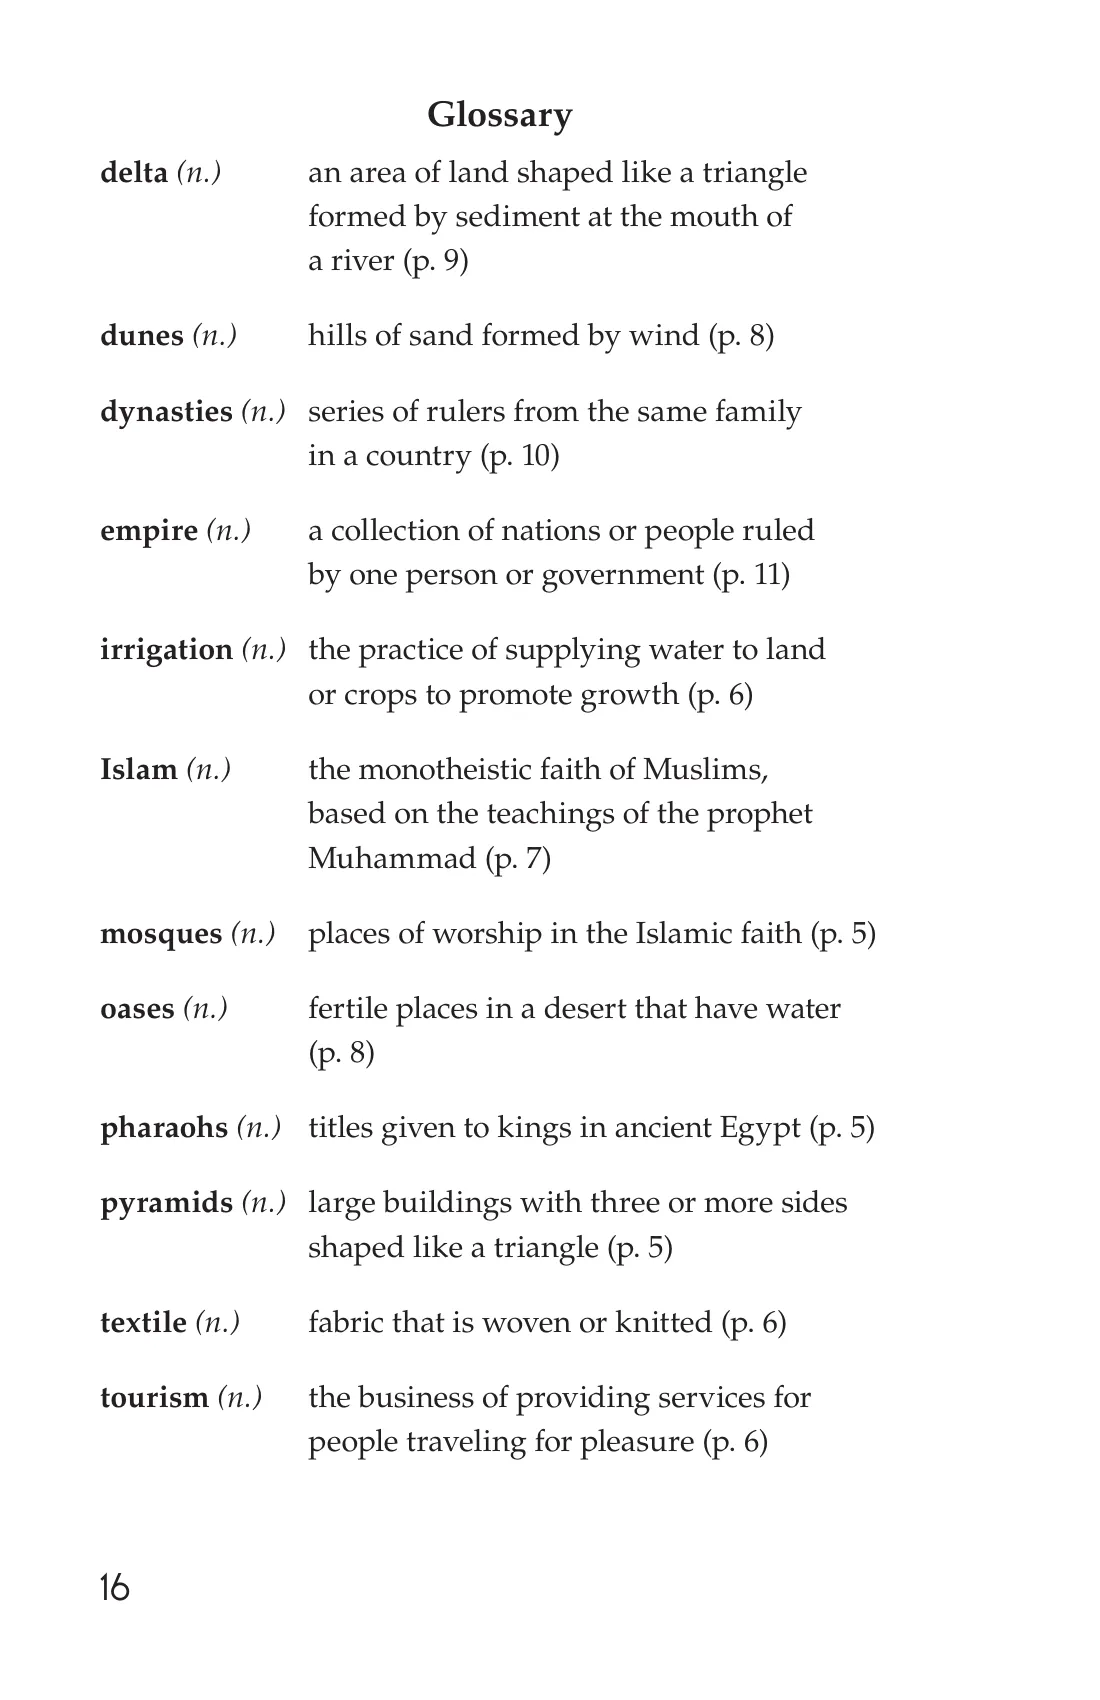 Glossary
delta (n.) an area of land shaped like a triangle
formed by sediment at the mouth of
a river (p. 9)
dunes (n.) hills of sand formed by wind (p. 8)
dynasties (n.) series of rulers from the same family
in a country (p. 10)
empire (n.) a collection of nations or people ruled
by one person or government (p. 11)
irrigation (n.) the practice of supplying water to land
or crops to promote growth (p. 6)
Islam (n.) the monotheistic faith of Muslims,
based on the teachings of the prophet
Muhammad (p. 7)
mosques (n.) places of worship in the Islamic faith (p. 5)
oases (n.) fertile places in a desert that have water
(p. 8)
pharaohs (n.) titles given to kings in ancient Egypt (p. 5)
pyramids (n.) large buildings with three or more sides
shaped like a triangle (p. 5)
textile (n.) fabric that is woven or knitted (p. 6)
tourism (n.) the business of providing services for
people traveling for pleasure (p. 6)
16